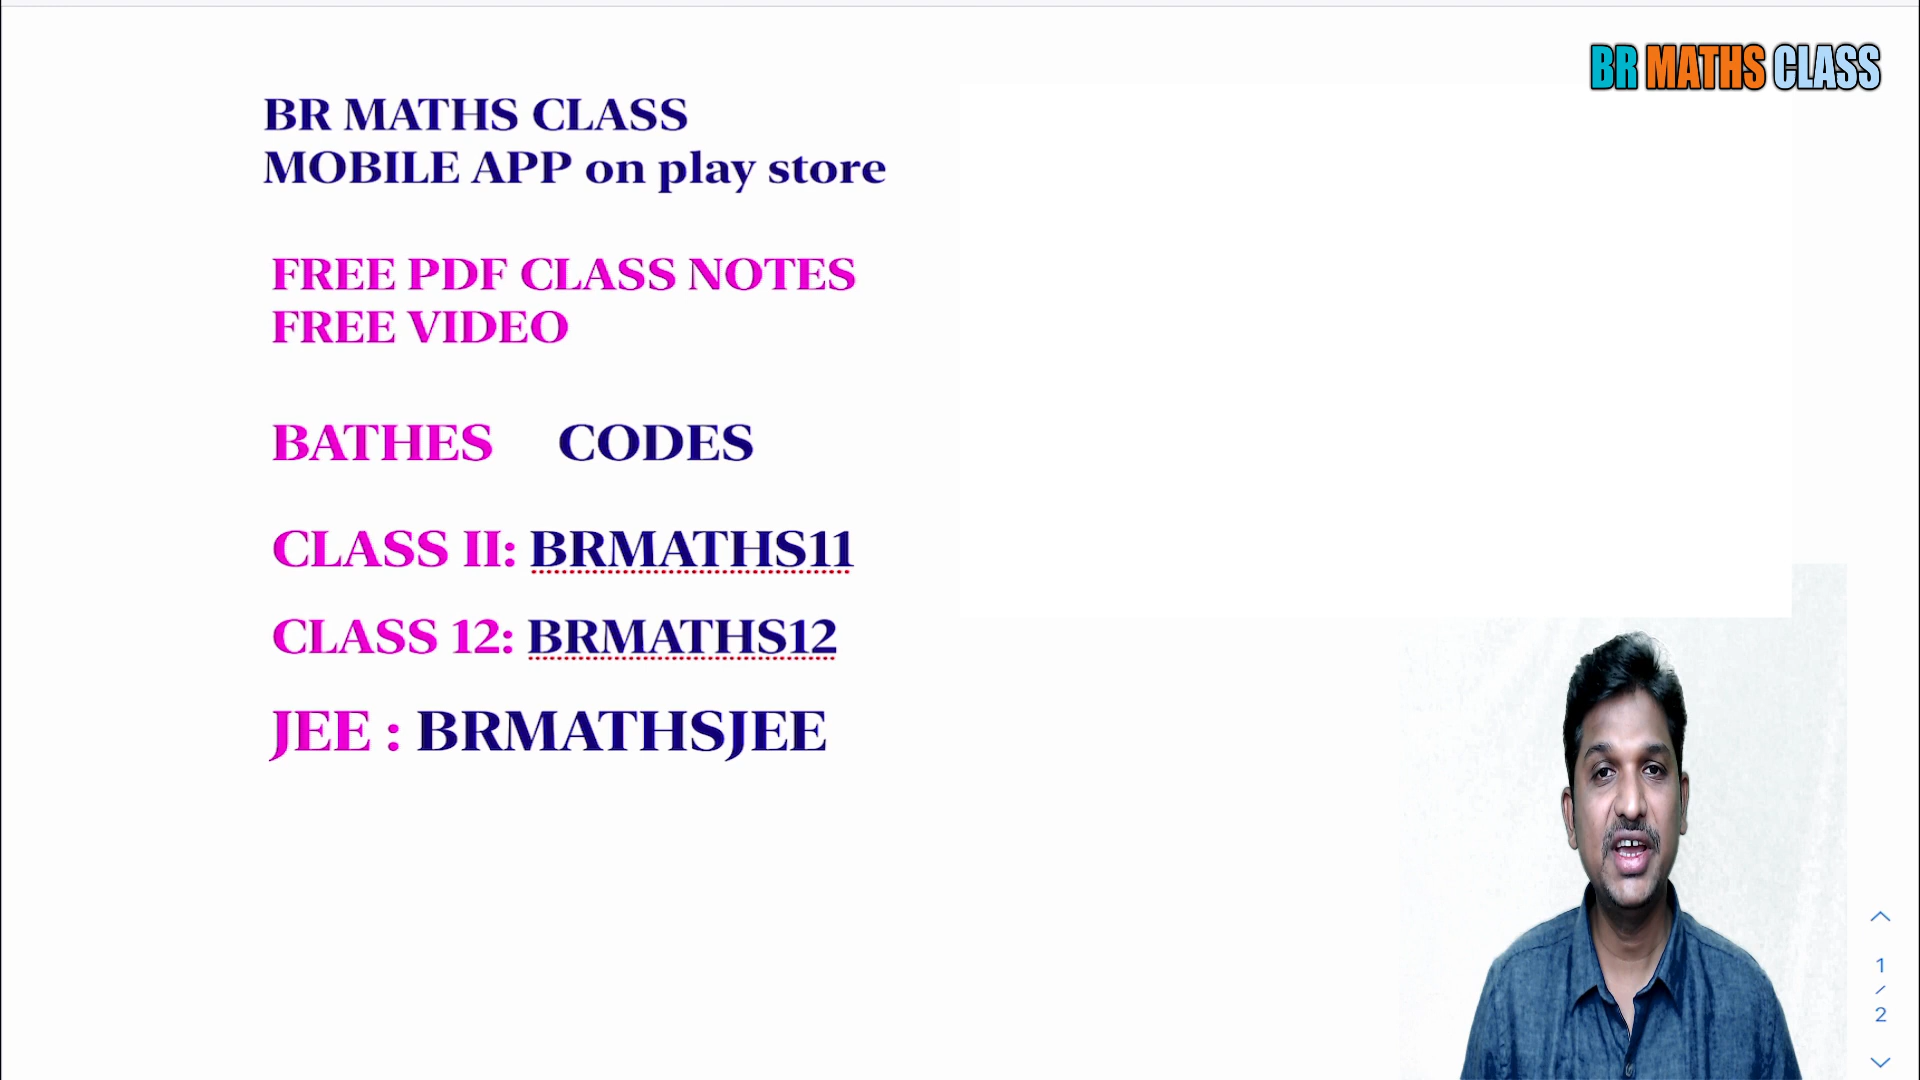 BR MATHS CLASS
BR MATHS CLASS
MOBILE APP on play store
FREE PDF CLASS NOTES
FREE VIDEO
BATHES CODES
CLASS II: BRMATHS11
CLASS 12: BRMATHS12
JEE : BRMATHSJEE
1
/
2